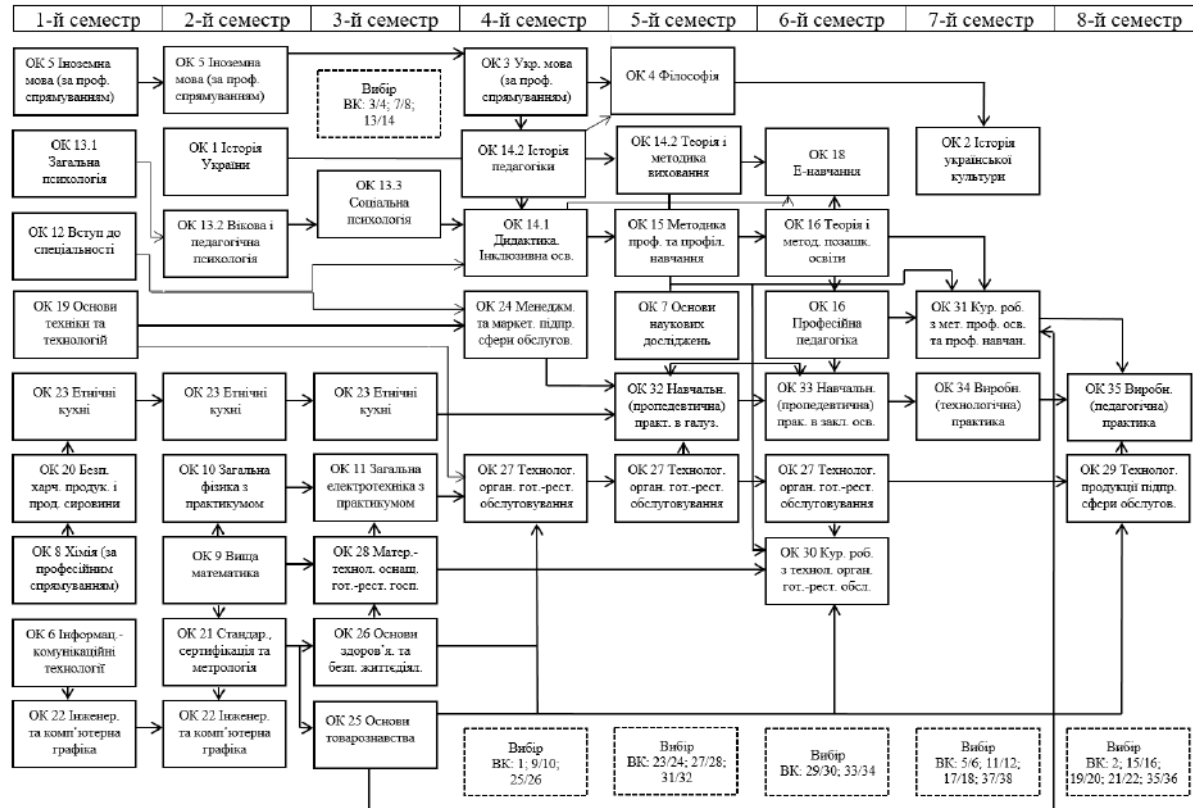 1-й семестр
2-й семестр
3-й семестр
4-й семестр
5-й семестр
6-й семестр
7-й семестр
8-й семестр
ОК 5 Іноземна
мова (за проф.
спрямуванням)
ОК 5 Іноземна
мова (за проф.
спрямуванням)
Вибір
ВК: 3/4; 7/8;
13/14
ОК 3 Укр. мова
(за проф.
спрямуванням)
ОК 4 Філософія
ОК 13.1
Загальна
психологія
ОК 1 Історія
України
ОК 14.2 Історія
педагогіки
ОК 14.2 Теорія і
методика
виховання
ОК 18
Е-навчання
ОК 2 Історія
української
культури
ОК 13.3
Соціальна
психологія
ОК 12 Вступ до
спеціальності
ОК 13.2 Вікова і
педагогічна
психологія
ОК 14.1
Дидактика.
Інклюзивна осв.
ОК 15 Методика
проф. та профіл.
навчання
ОК 16 Теорія і
метод. позашк.
освіти
ОК 19 Основи
техніки та
технологій
ОК 24 Менеджм.
та маркет. підпр.
сфери обслугов.
ОК 7 Основи
наукових
досліджень
ОК 16
Професійна
педагогіка
ОК 31 Кур. роб.
з мет. проф. осв.
та проф. навчан.
ОК 23 Етнічні
кухні
ОК 23 Етнічні
кухні
ОК 23 Етнічні
кухні
ОК 32 Навчальн.
(пропедевтична)
практ. в галуз.
ОК 33 Навчальн.
(пропедевтична)
прак. в закл. осв.
ОК 34 Виробн.
(технологічна)
практика
ОК 35 Виробн.
(педагогічна)
практика
ОК 20 Безп.
харч. продук. і
прод. сировини
ОК 10 Загальна
фізика з
практикумом
ОК 11 Загальна
електротехніка з
практикумом
ОК 27 Технолог.
орган. гот.-рест.
обслуговування
ОК 27 Технолог.
орган. гот.-рест.
обслуговування
ОК 27 Технолог.
орган. гот.-рест.
обслуговування
ОК 29 Технолог.
продукції підпр.
сфери обслугов.
ОК 8 Хімія (за
професійним
спрямуванням)
ОК 9 Вища
математика
ОК 28 Матер.-
технол. оснащ.
гот.-рест. госп.
ОК 30 Кур. роб.
з технол. орган.
гот.-рест. обсл.
ОК 6 Інформац.-
комунікаційні
технології
ОК 21 Стандар.,
сертифікація та
метрологія
ОК 26 Основи
здоров’я. та
безп. життєдіял.
ОК 22 Інженер.
та комп’ютерна
графіка
ОК 22 Інженер.
та комп’ютерна
графіка
ОК 25 Основи
товарознавства
Вибір
ВК: 1; 9/10;
25/26
Вибір
ВК: 23/24; 27/28;
31/32
Вибір
ВК: 29/30; 33/34
Вибір
ВК: 5/6; 11/12;
17/18; 37/38
Вибір
ВК: 2; 15/16;
19/20; 21/22; 35/36